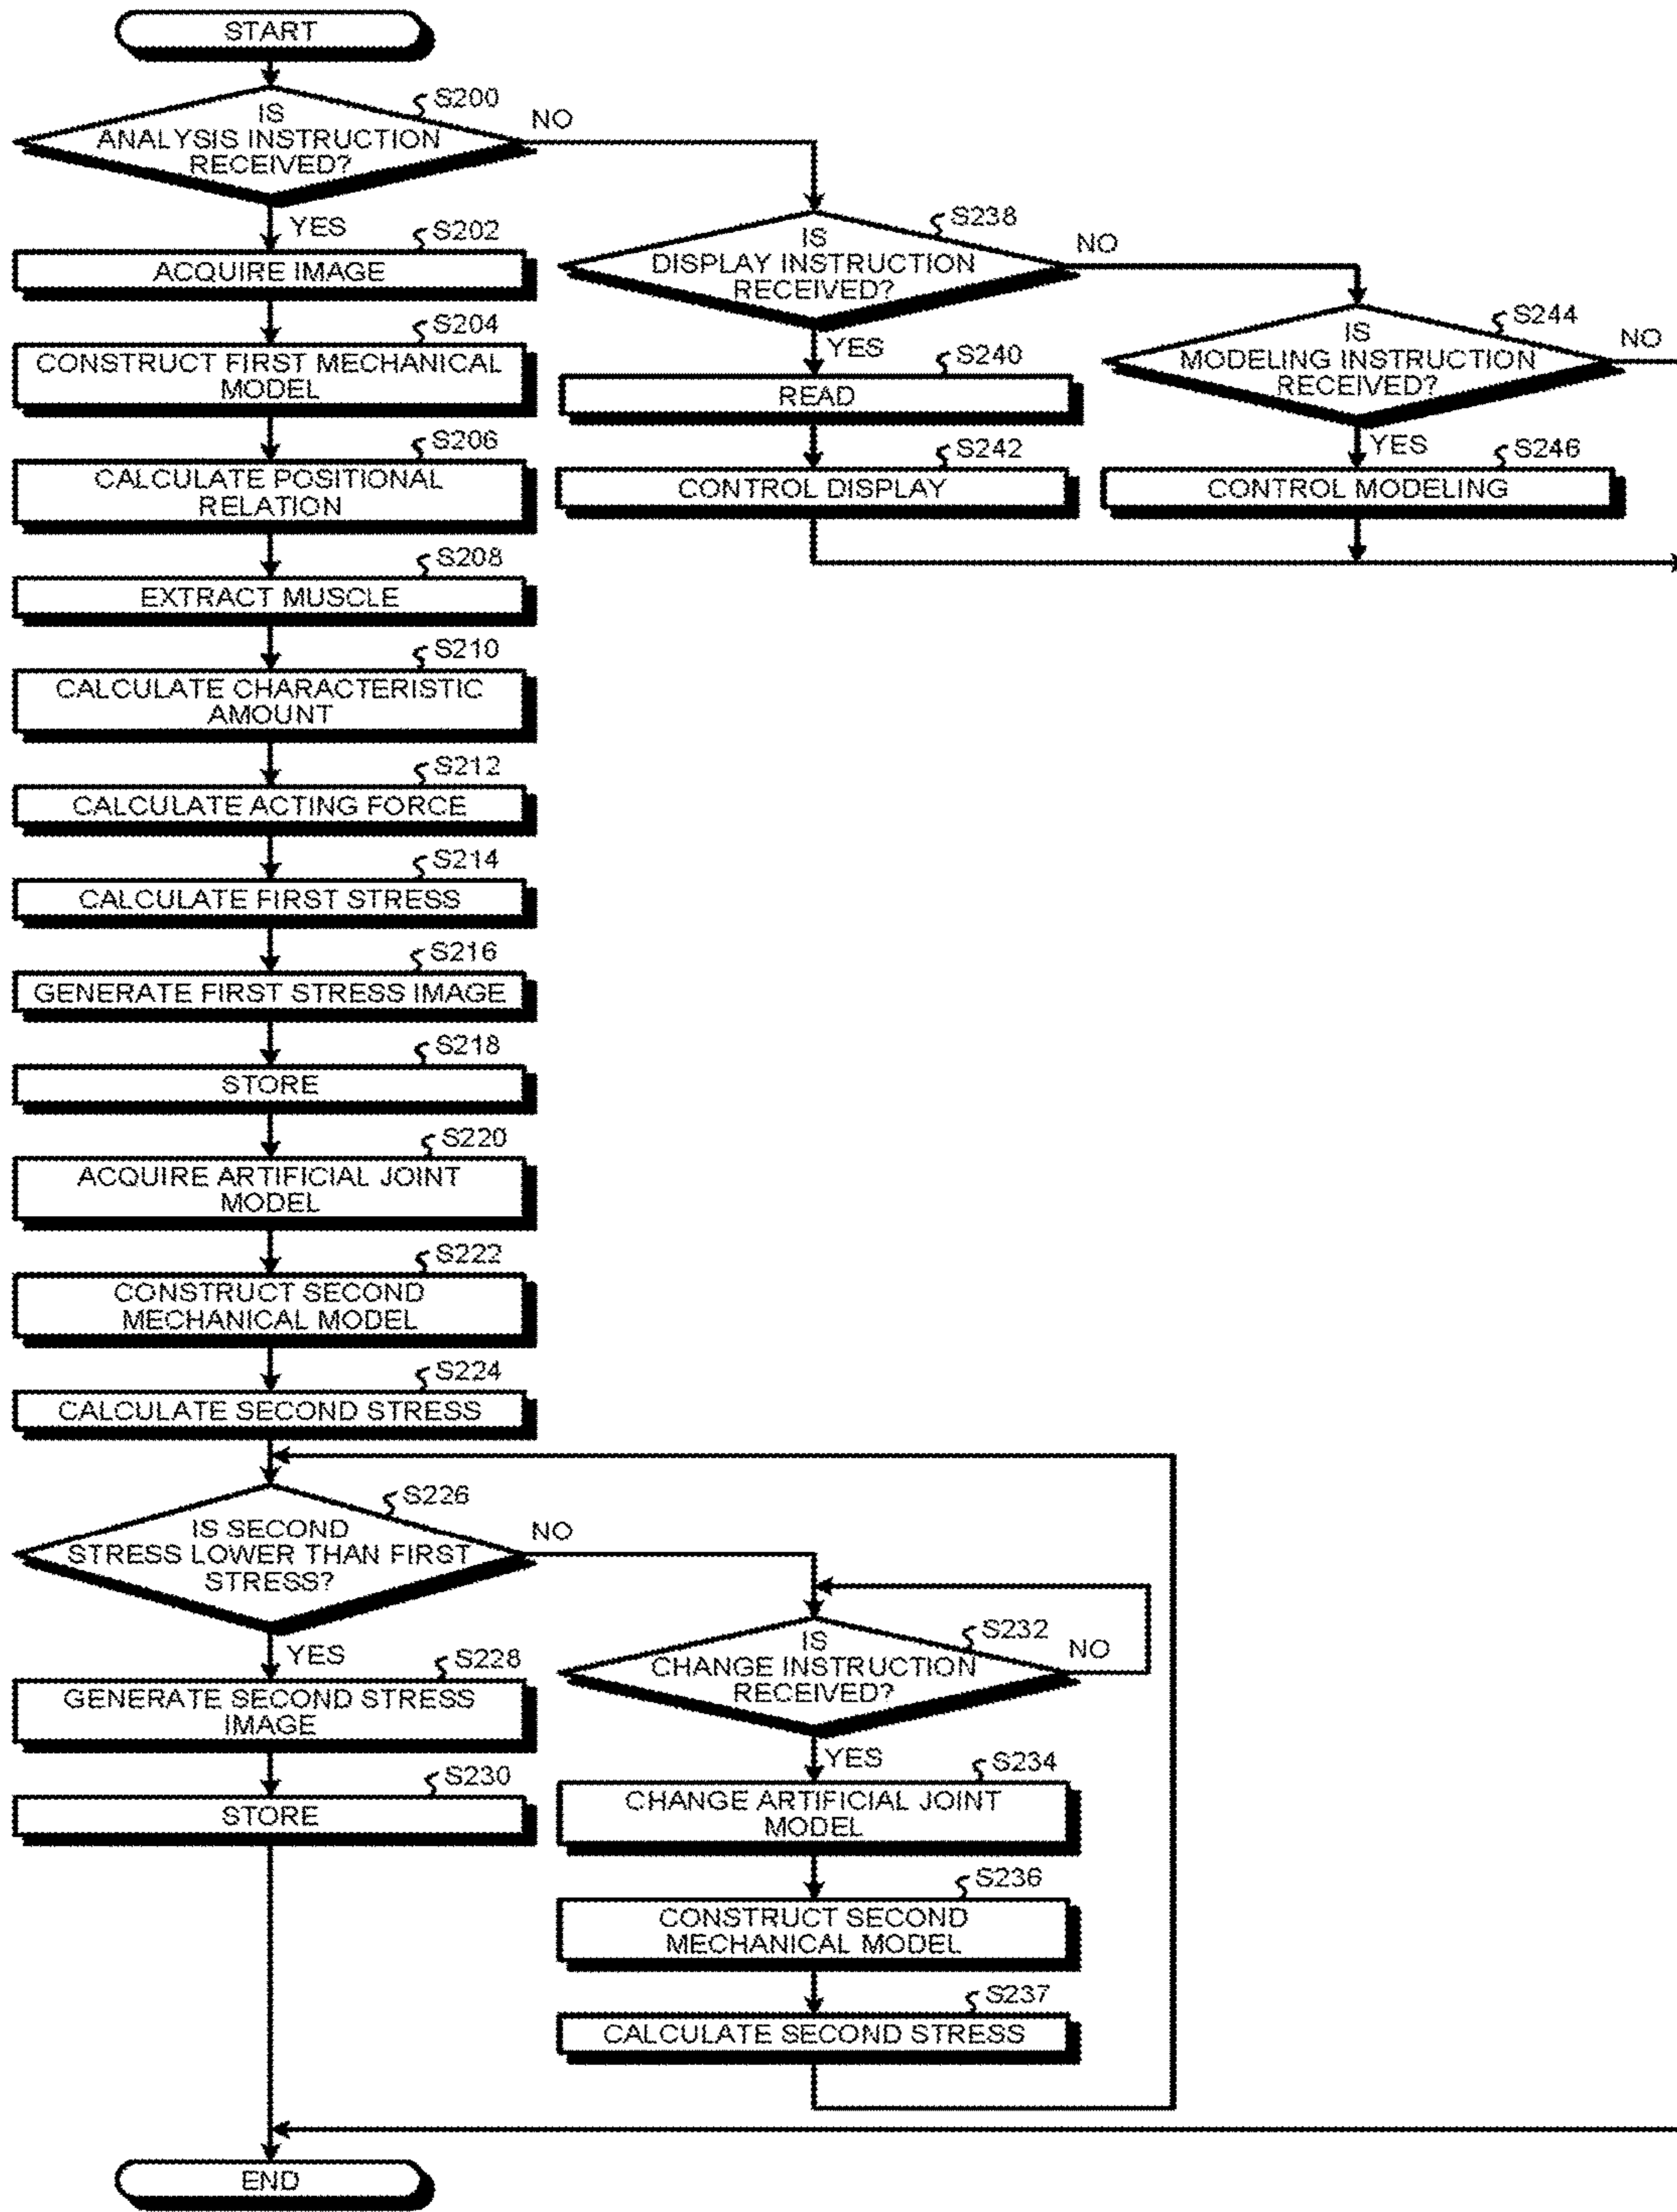 START
S200
IS
ANALYSIS INSTRUCTION
RECEIVED?
NO
YES
S202
ACQUIRE IMAGE
S204
CONSTRUCT FIRST MECHANICAL
MODEL
S206
CALCULATE POSITIONAL
RELATION
S208
EXTRACT MUSCLE
S210
CALCULATE CHARACTERISTIC
AMOUNT
S212
CALCULATE ACTING FORCE
S214
CALCULATE FIRST STRESS
S216
GENERATE FIRST STRESS IMAGE
S218
STORE
S220
ACQUIRE ARTIFICIAL JOINT
MODEL
S222
CONSTRUCT SECOND
MECHANICAL MODEL
S224
CALCULATE SECOND STRESS
S226
IS SECOND
STRESS LOWER THAN FIRST
STRESS?
NO
YES
S228
GENERATE SECOND STRESS
IMAGE
S230
STORE
S232
IS
CHANGE INSTRUCTION
RECEIVED?
NO
YES
S234
CHANGE ARTIFICIAL JOINT
MODEL
S236
CONSTRUCT SECOND
MECHANICAL MODEL
S237
CALCULATE SECOND STRESS
S238
IS
DISPLAY INSTRUCTION
RECEIVED?
NO
YES
S240
READ
S242
CONTROL DISPLAY
S244
IS
MODELING INSTRUCTION
RECEIVED?
NO
YES
S246
CONTROL MODELING
END